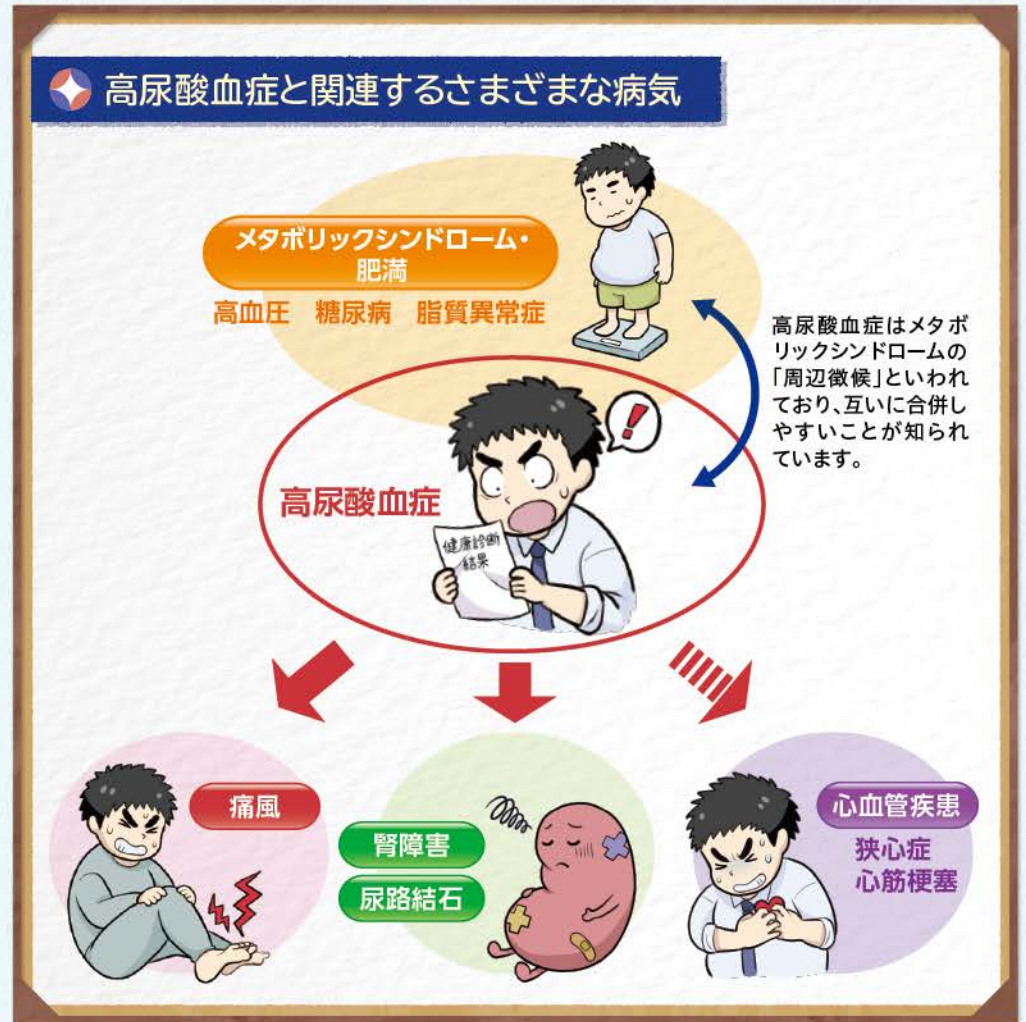 高尿酸血症と関連するさまざまな病気
メタボリックシンドローム・
肥満
高血圧　糖尿病　脂質異常症
高尿酸血症はメタボ
リックシンドロームの
「周辺徴候」といわれ
ており、互いに合併し
やすいことが知られ
ています。
高尿酸血症
健康診断
結果
痛風
腎障害
尿路結石
心血管疾患
狭心症
心筋梗塞